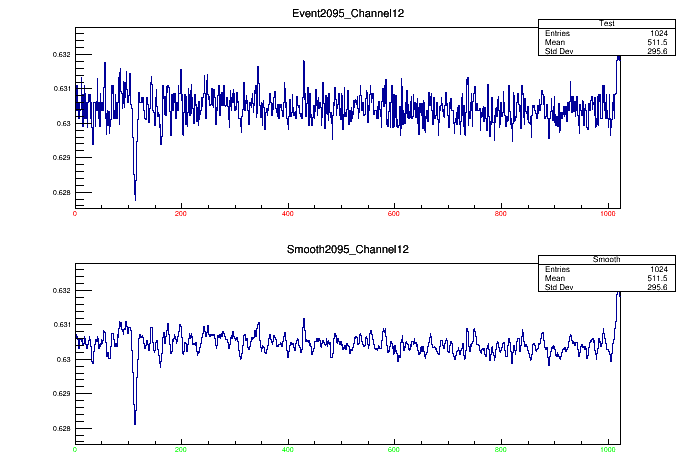 Event2095_Channel12
Test
Entries 1024
Mean 511.5
Std Dev 295.6
0.632
0.631
0.63
0.629
0.628
0 200 400 600 800 1000
Smooth2095_Channel12
Smooth
Entries 1024
Mean 511.5
Std Dev 295.6
0.632
0.631
0.63
0.629
0.628
0 200 400 600 800 1000